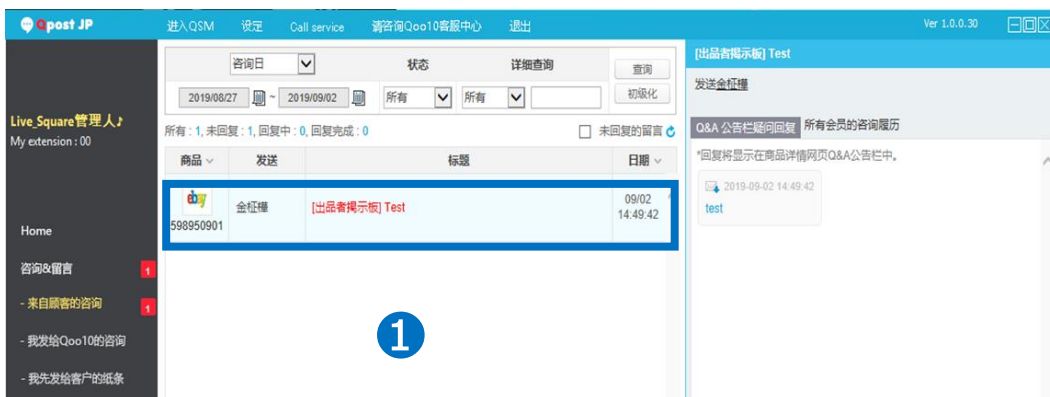 Qpost JP
进入QSM 设定 Call service 请咨询Qoo10客服中心 退出
Ver 1.0.0.30
Live_Square管理人♪
My extension : 00
Home
咨询&留言 1
- 来自顾客的咨询 1
- 我发给Qoo10的咨询
- 我先发给客户的纸条
咨询日 状态 详细查询 查询
2019/08/27 ~ 2019/09/02 所有 所有 初级化
所有 : 1, 未回复 : 1, 回复中 : 0, 回复完成 : 0 未回复的留言
商品 发送 标题 日期
ebay 金柾橞 [出品者掲示板] Test 09/02
598950901 14:49:42
1
[出品者掲示板] Test
发送金柾橞
Q&A 公告栏疑问回复 所有会员的咨询履历
*回复将显示在商品详情网页Q&A公告栏中。
2019-09-02 14:49:42
test